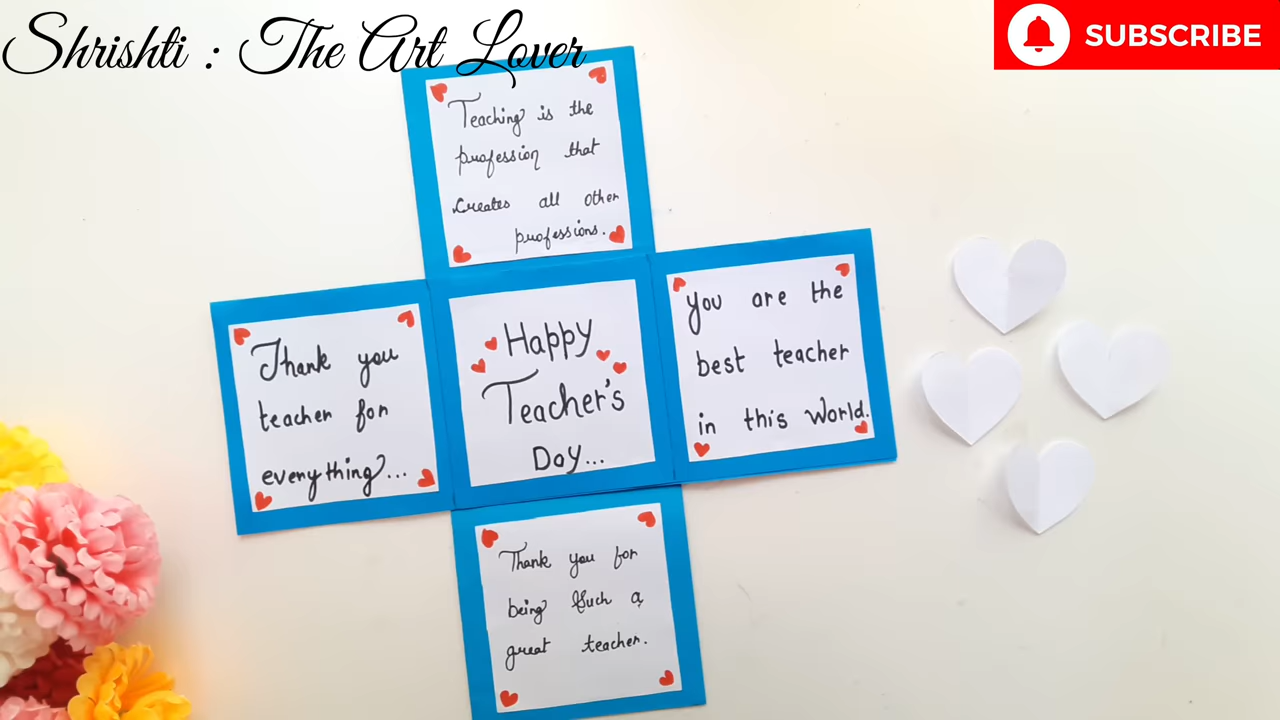 Shrishti : The Art Lover
SUBSCRIBE
Teaching is the
profession that
Creates all other
professions.
Thank you
teacher for
everything...
Happy
Teacher's
Day...
You are the
best teacher
in this World.
Thank you for
being Such a
great teacher.